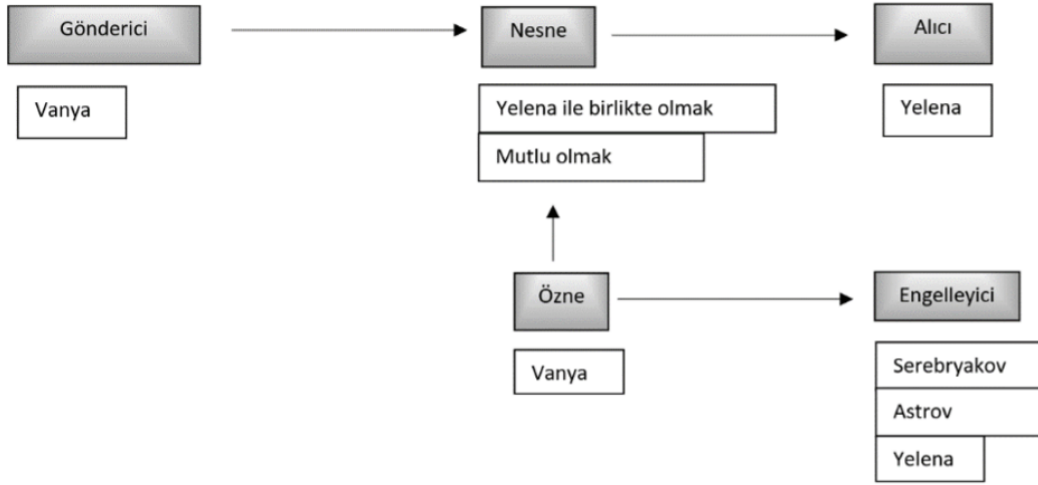 Gönderici
Nesne
Alıcı
Vanya
Yelena ile birlikte olmak
Mutlu olmak
Yelena
Özne
Engelleyici
Vanya
Serebryakov
Astrov
Yelena